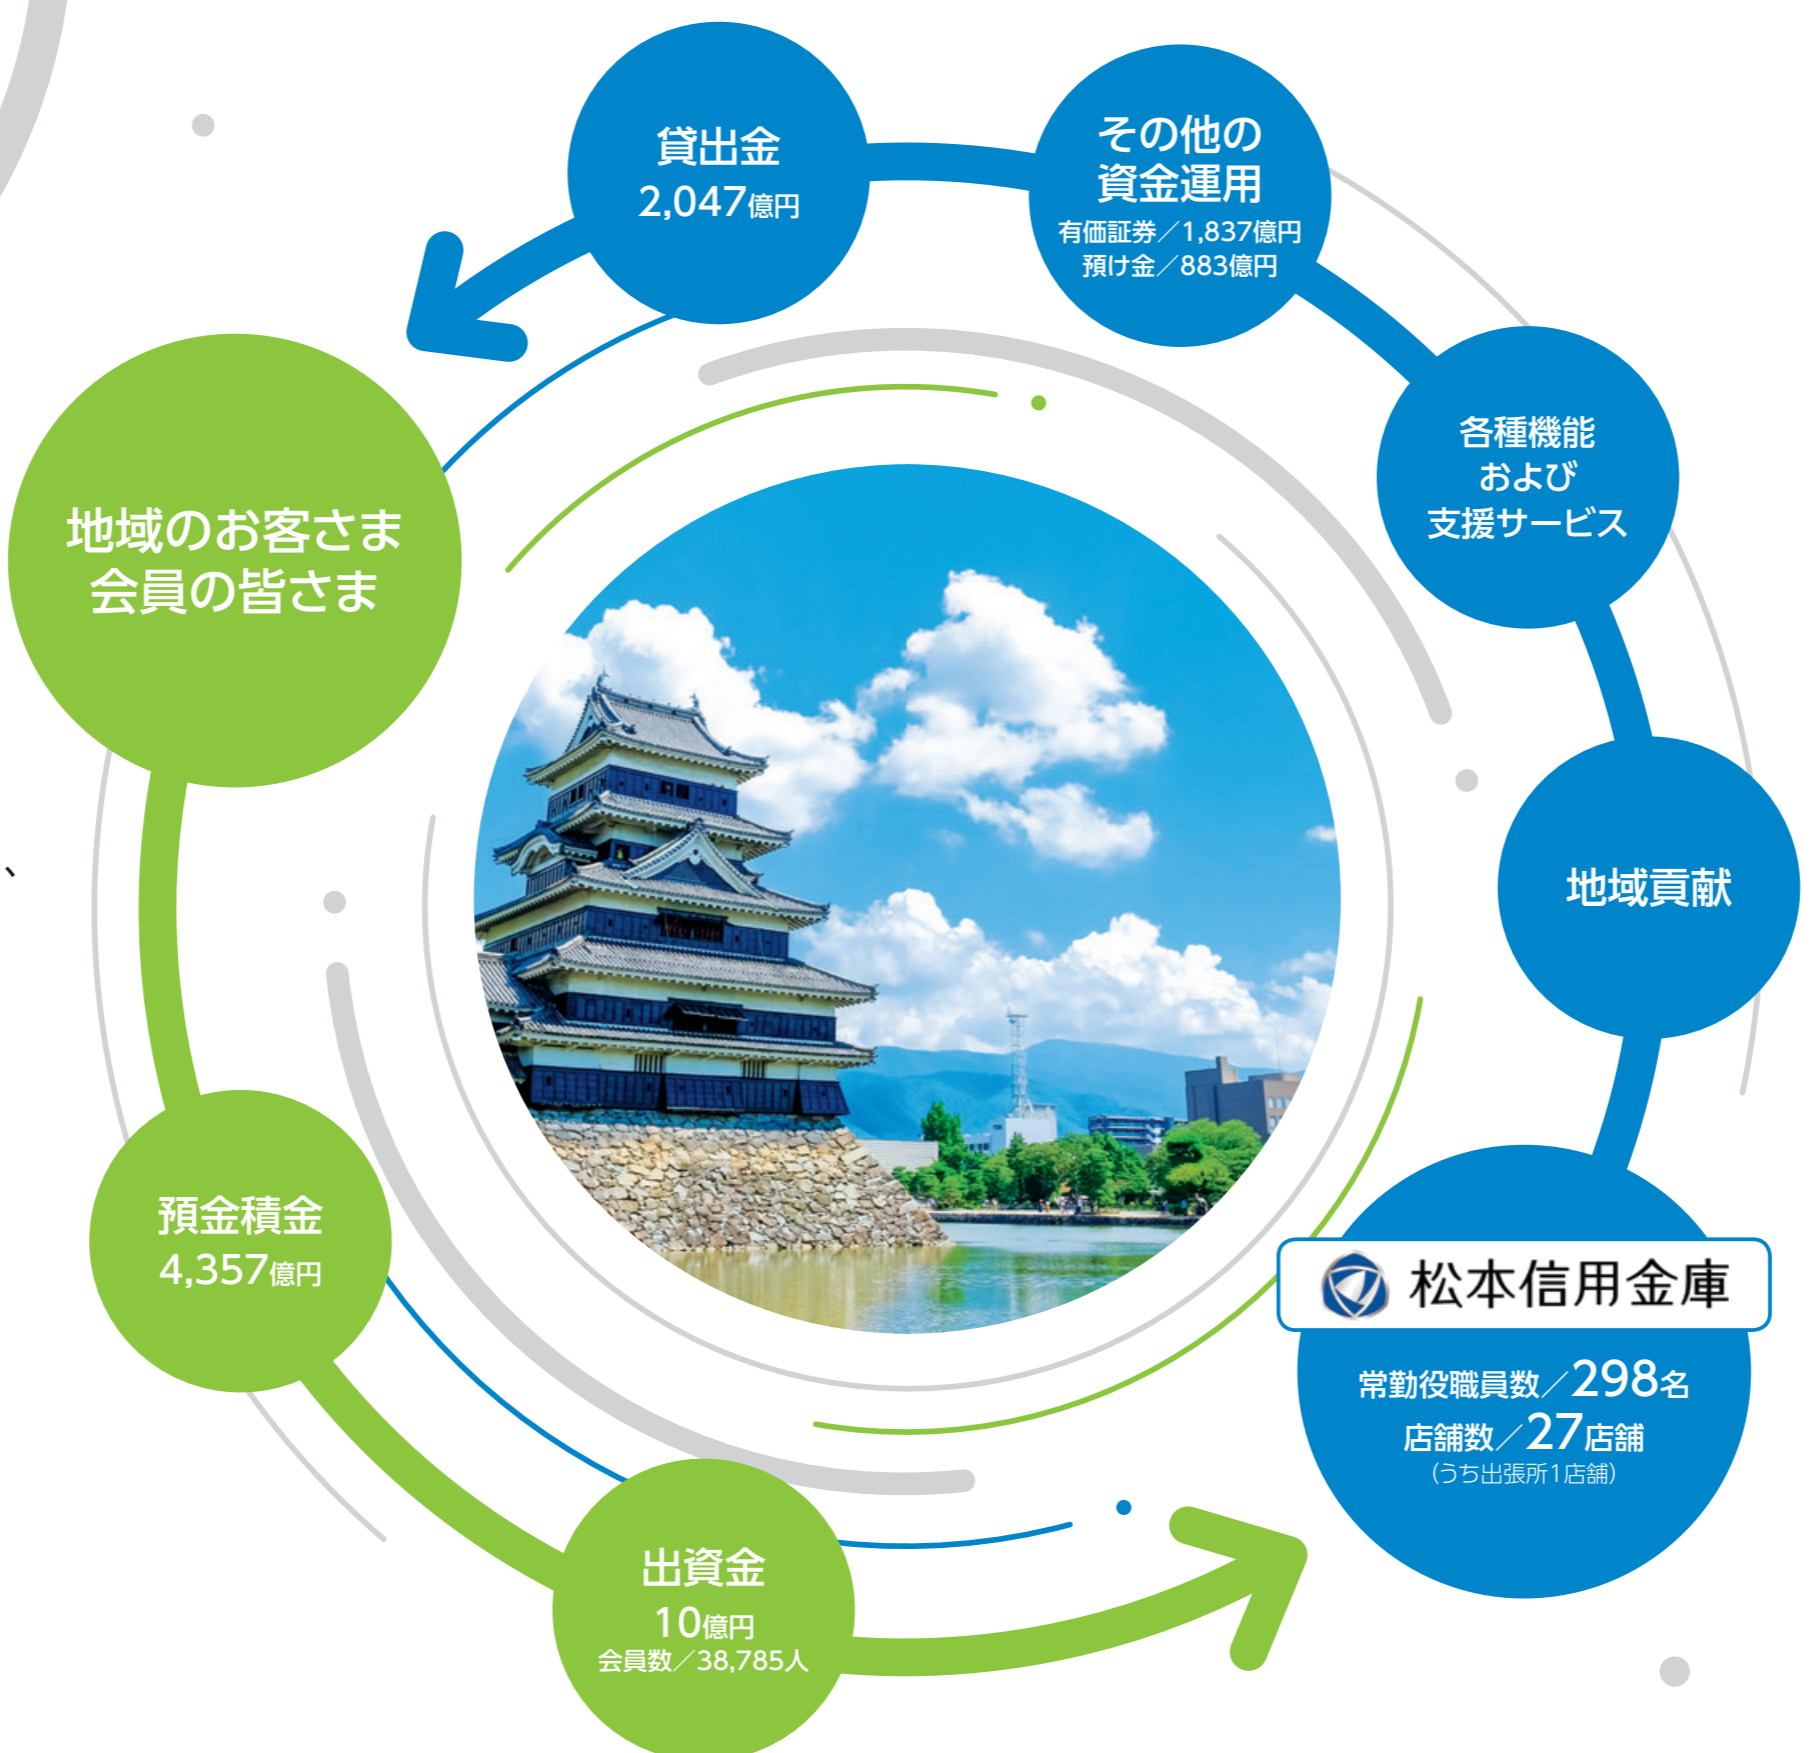 貸出金
2,047億円
その他の
資金運用
有価証券／1,837億円
預け金／883億円
各種機能
および
支援サービス
地域貢献
松本信用金庫
常勤役職員数／298名
店舗数／27店舗
（うち出張所1店舗）
地域のお客さま
会員の皆さま
、
預金積金
4,357億円
出資金
10億円
会員数／38,785人